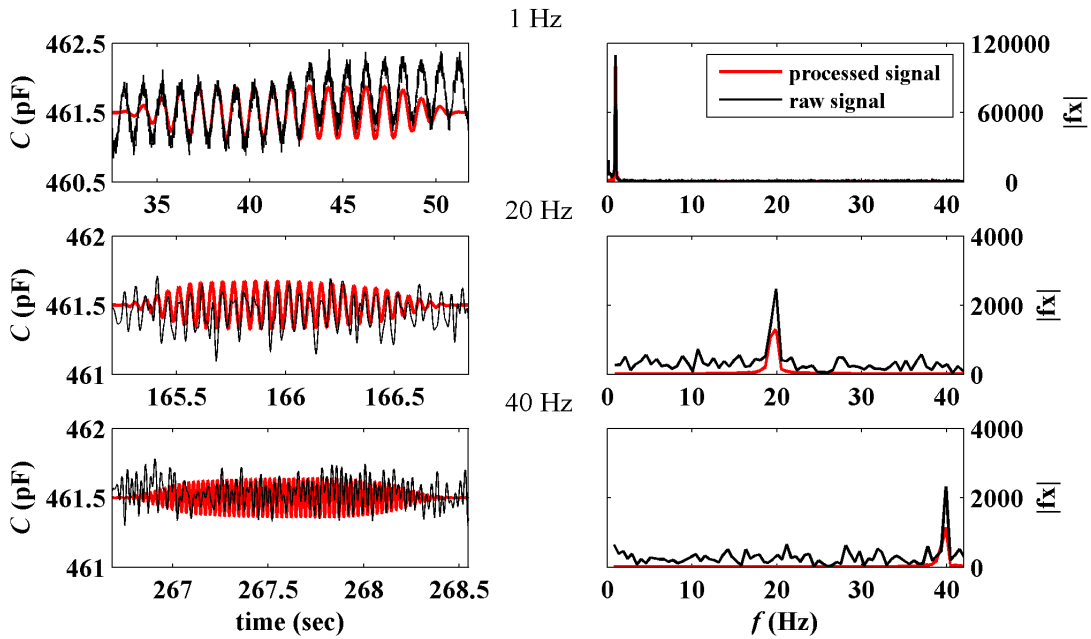 1 Hz
462.5
461.5
460.5
C (pF)
35 40 45 50
processed signal
raw signal
120000
60000
0
|fx|
0 10 20 30 40
20 Hz
462
461.5
461
C (pF)
165.5 166 166.5
4000
2000
0
|fx|
0 10 20 30 40
40 Hz
462
461.5
461
C (pF)
267 267.5 268 268.5
time (sec)
4000
2000
0
|fx|
0 10 20 30 40
f (Hz)